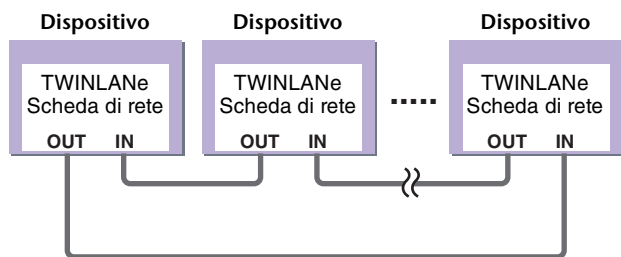 Dispositivo Dispositivo Dispositivo
TWINLANe TWINLANe ..... TWINLANe
Scheda di rete Scheda di rete Scheda di rete
OUT IN OUT IN OUT IN